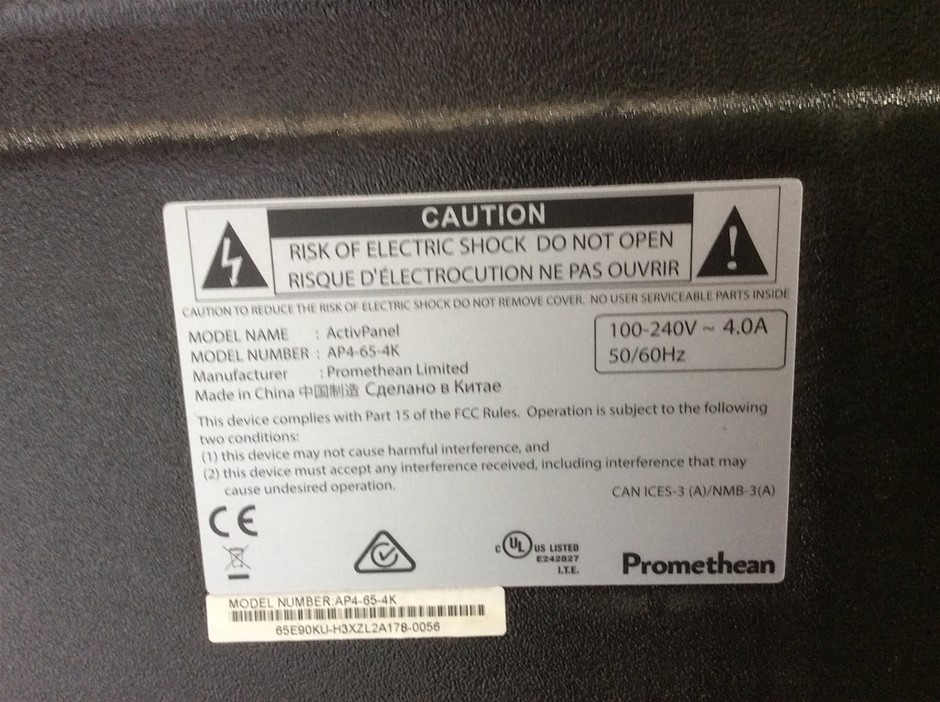 CAUTION
RISK OF ELECTRIC SHOCK DO NOT OPEN
RISQUE D'ÉLECTROCUTION NE PAS OUVRIR
CAUTION TO REDUCE THE RISK OF ELECTRIC SHOCK DO NOT REMOVE COVER. NO USER SERVICEABLE PARTS INSIDE
MODEL NAME : ActivPanel
MODEL NUMBER : AP4-65-4K
Manufacturer : Promethean Limited
Made in China 中国制造 Сделано в Китае
100-240V ~ 4.0A
50/60Hz
This device complies with Part 15 of the FCC Rules. Operation is subject to the following
two conditions:
(1) this device may not cause harmful interference, and
(2) this device must accept any interference received, including interference that may
cause undesired operation.
CAN ICES-3 (A)/NMB-3(A)
CE
C UL US LISTED
E242827
I.T.E.
Promethean
MODEL NUMBER:AP4-65-4K
65E90KU-H3XZL2A178-0056